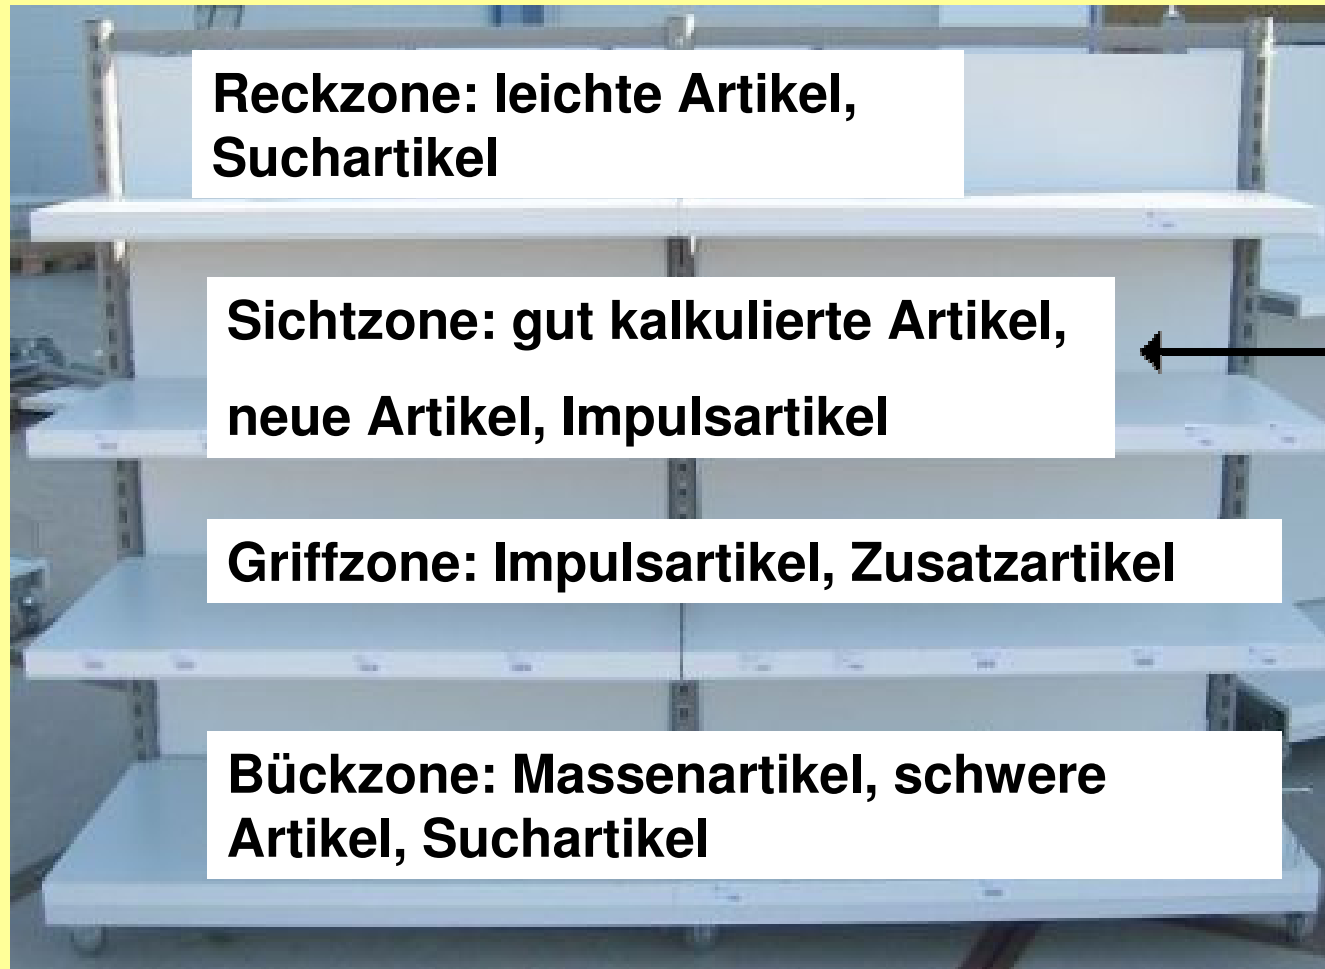 Reckzone: leichte Artikel,
Suchartikel
Sichtzone: gut kalkulierte Artikel,
neue Artikel, Impulsartikel
Griffzone: Impulsartikel, Zusatzartikel
Bückzone: Massenartikel, schwere
Artikel, Suchartikel